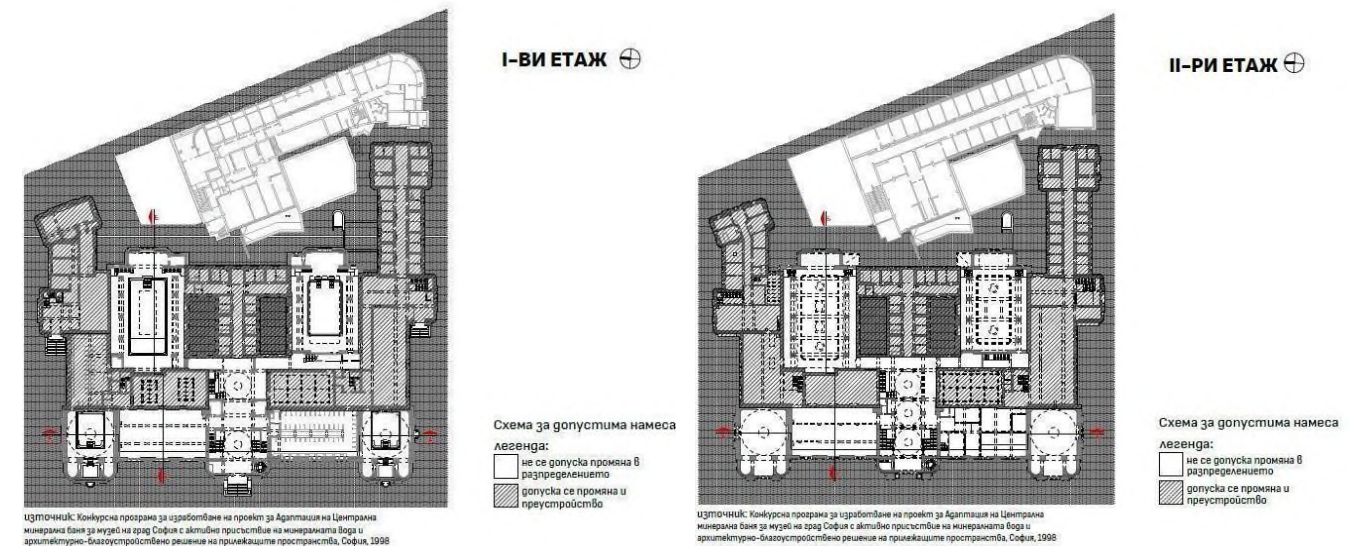 I-ВИ ЕТАЖ
Схема за допустима намеса
легенда:
не се допуска промяна в
разпределението
допуска се промяна и
преустройство
източник: Конкурсна програма за изработване на проект за Адаптация на Централна
минерална баня за музей на град София с активно присъствие на минералната вода и
архитектурно-благоустройствено решение на прилежащите пространства, София, 1998
II-РИ ЕТАЖ
Схема за допустима намеса
легенда:
не се допуска промяна в
разпределението
допуска се промяна и
преустройство
източник: Конкурсна програма за изработване на проект за Адаптация на Централна
минерална баня за музей на град София с активно присъствие на минералната вода и
архитектурно-благоустройствено решение на прилежащите пространства, София, 1998